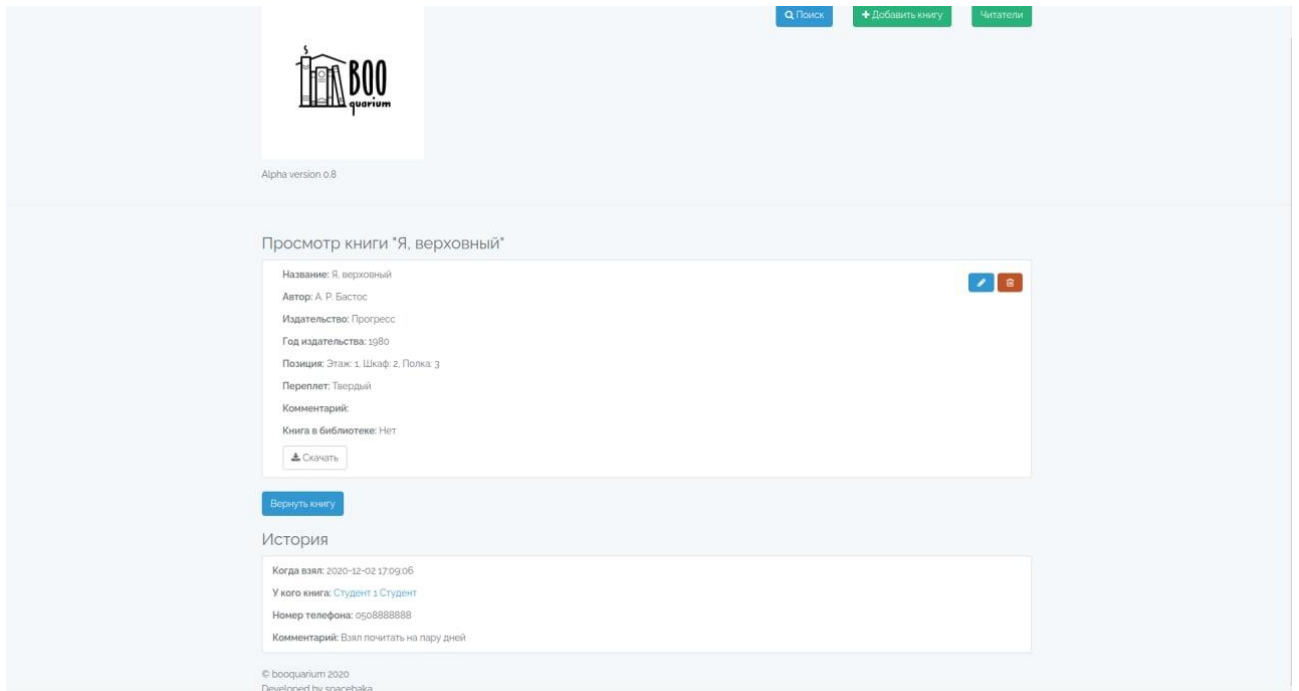 Поиск
Добавить книгу
Читатели
BOO
quarium
Alpha version 0.8
Просмотр книги "Я, верховный"
Название: Я, верховный
Автор: А. Р. Бастос
Издательство: Прогресс
Год издательства: 1980
Позиция: Этаж: 1, Шкаф: 2, Полка: 3
Переплет: Твердый
Комментарий:
Книга в библиотеке: Нет
Скачать
Вернуть книгу
История
Когда взял: 2020-12-02 17:09:06
У кого книга: Студент 1 Студент
Номер телефона: 0508888888
Комментарий: Взял почитать на пару дней
© booquarium 2020
Developed by spacebaka